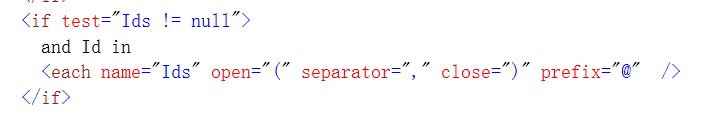 <if test="Ids != null">
and Id in
<each name="Ids" open="(" separator="," close=")" prefix="@"  />
</if>